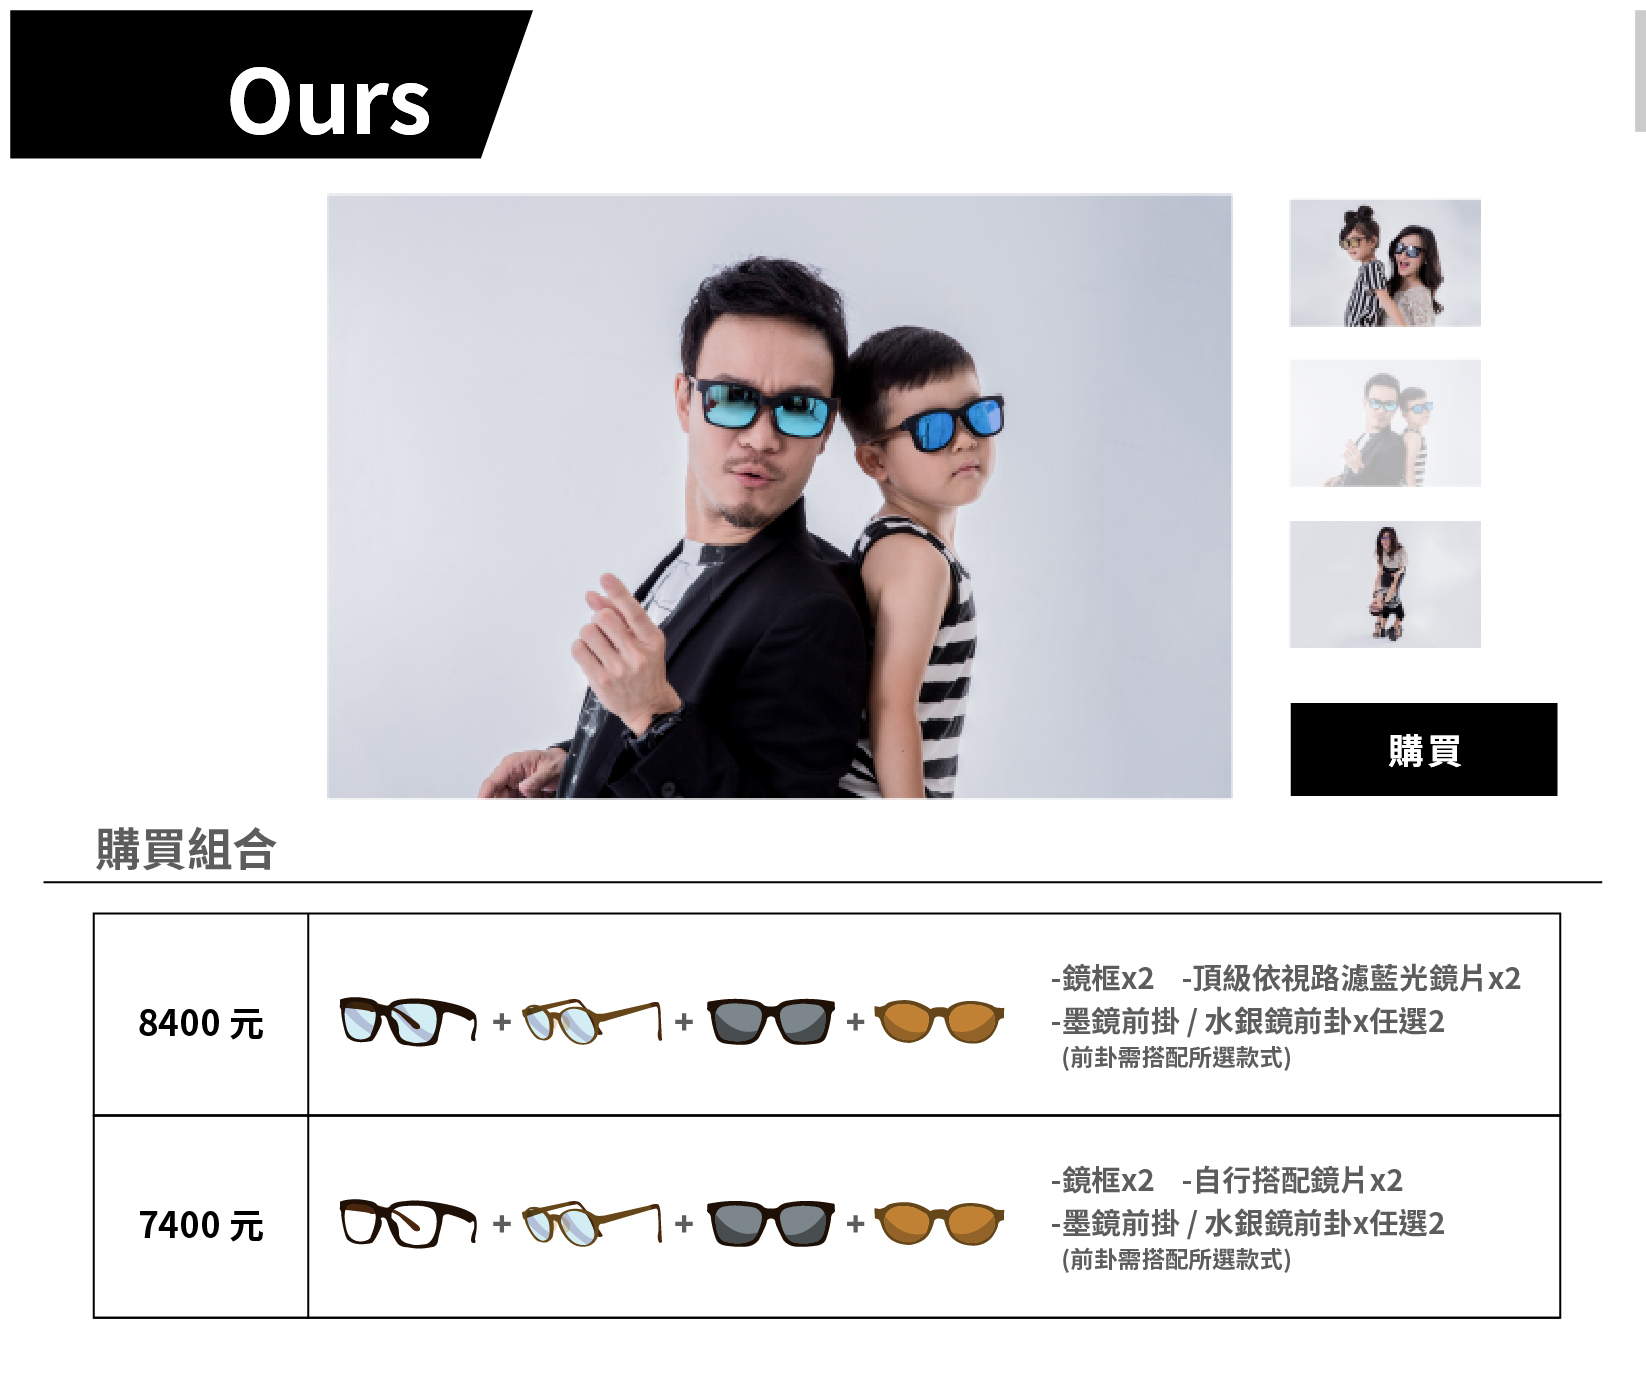 Ours
購買
購買組合
8400 元
+ + +
-鏡框x2 -頂級依視路濾藍光鏡片x2
-墨鏡前掛 / 水銀鏡前卦x任選2
(前卦需搭配所選款式)
7400 元
+ + +
-鏡框x2 -自行搭配鏡片x2
-墨鏡前掛 / 水銀鏡前卦x任選2
(前卦需搭配所選款式)